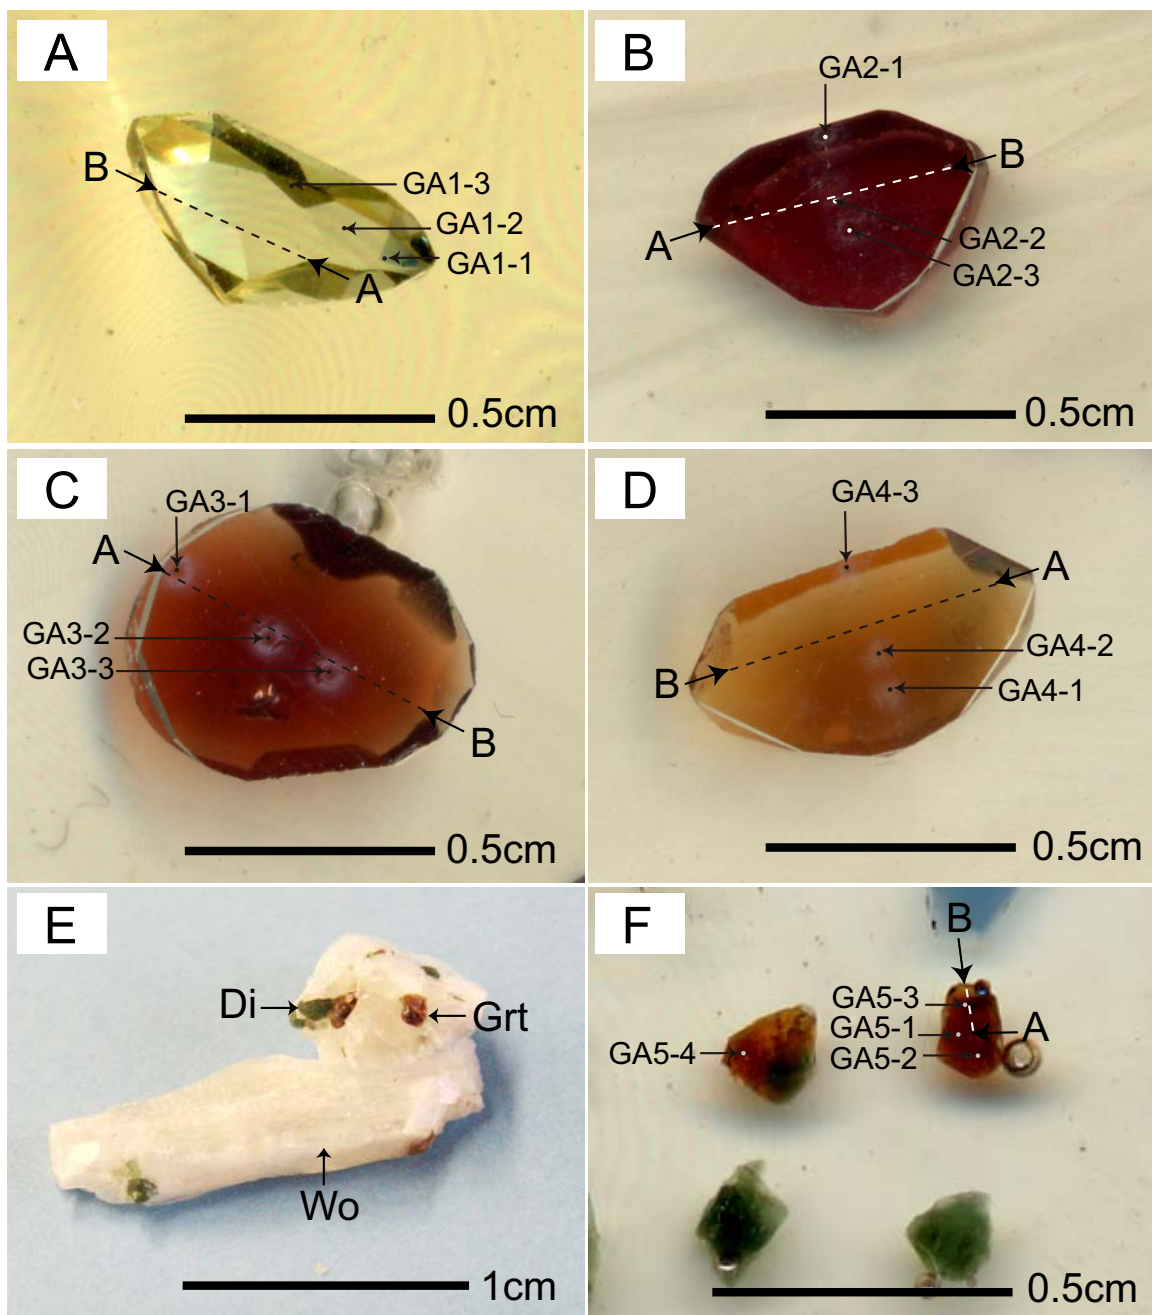 A
B
GA1-3
GA1-2
GA1-1
A
0.5cm
B
GA2-1
B
A
GA2-2
GA2-3
0.5cm
C
GA3-1
A
GA3-2
GA3-3
B
0.5cm
D
GA4-3
A
GA4-2
B
GA4-1
0.5cm
E
Di
Grt
Wo
1cm
F
B
GA5-3
GA5-1
A
GA5-4
GA5-2
0.5cm